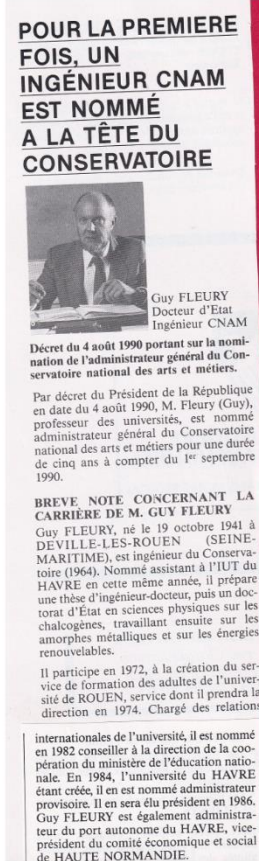 POUR LA PREMIERE
FOIS, UN
INGÉNIEUR CNAM
EST NOMMÉ
A LA TÊTE DU
CONSERVATOIRE
Guy FLEURY
Docteur d'Etat
Ingénieur CNAM
Décret du 4 août 1990 portant sur la nomi-
nation de l'administrateur général du Con-
servatoire national des arts et métiers.
Par décret du Président de la République
en date du 4 août 1990, M. Fleury (Guy),
professeur des universités, est nommé
administrateur général du Conservatoire
national des arts et métiers pour une durée
de cinq ans à compter du 1er septembre
1990.
BREVE NOTE CONCERNANT LA
CARRIÈRE DE M. GUY FLEURY
Guy FLEURY, né le 19 octobre 1941 à
DEVILLE-LES-ROUEN (SEINE-
MARITIME), est ingénieur du Conserva-
toire (1964). Nommé assistant à l'IUT du
HAVRE en cette même année, il prépare
une thèse d'ingénieur-docteur, puis un doc-
torat d'État en sciences physiques sur les
chalcogènes, travaillant ensuite sur les
amorphes métalliques et sur les énergies
renouvelables.
Il participe en 1972, à la création du ser-
vice de formation des adultes de l'univer-
sité de ROUEN, service dont il prendra la
direction en 1974. Chargé des relations
internationales de l'université, il est nommé
en 1982 conseiller à la direction de la coo-
pération du ministère de l'éducation natio-
nale. En 1984, l'unniversité du HAVRE
étant créée, il en est nommé administrateur
provisoire. Il en sera élu président en 1986.
Guy FLEURY est également administra-
teur du port autonome du HAVRE, vice-
président du comité économique et social
de HAUTE NORMANDIE.